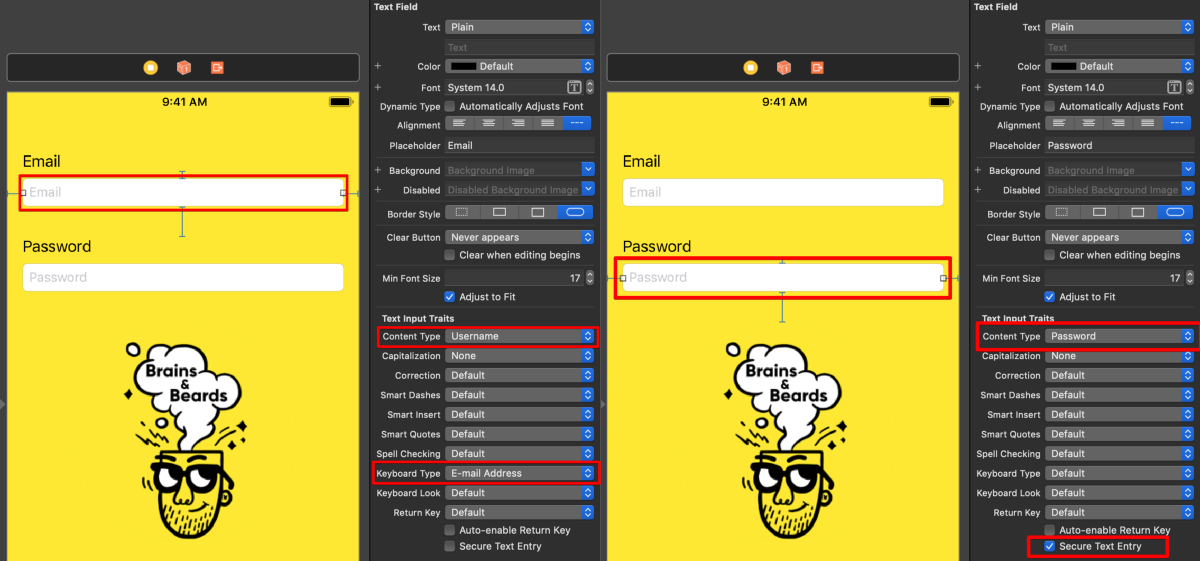 9:41 AM
Email
Email
Password
Password
Brains
&
Beards
Text Field
Text Plain
Text
+ Color Default
+ Font System 14.0
Dynamic Type Automatically Adjusts Font
Alignment
Placeholder Email
+ Background Background Image
+ Disabled Disabled Background Image
Border Style
Clear Button Never appears
Clear when editing begins
Min Font Size 17
Adjust to Fit
Text Input Traits
Content Type Username
Capitalization None
Correction Default
Smart Dashes Default
Smart Insert Default
Smart Quotes Default
Spell Checking Default
Keyboard Type E-mail Address
Keyboard Look Default
Return Key Default
Auto-enable Return Key
Secure Text Entry
9:41 AM
Email
Email
Password
Password
Brains
&
Beards
Text Field
Text Plain
Text
+ Color Default
+ Font System 14.0
Dynamic Type Automatically Adjusts Font
Alignment
Placeholder Password
+ Background Background Image
+ Disabled Disabled Background Image
Border Style
Clear Button Never appears
Clear when editing begins
Min Font Size 17
Adjust to Fit
Text Input Traits
Content Type Password
Capitalization None
Correction Default
Smart Dashes Default
Smart Insert Default
Smart Quotes Default
Spell Checking Default
Keyboard Type Default
Keyboard Look Default
Return Key Default
Auto-enable Return Key
Secure Text Entry